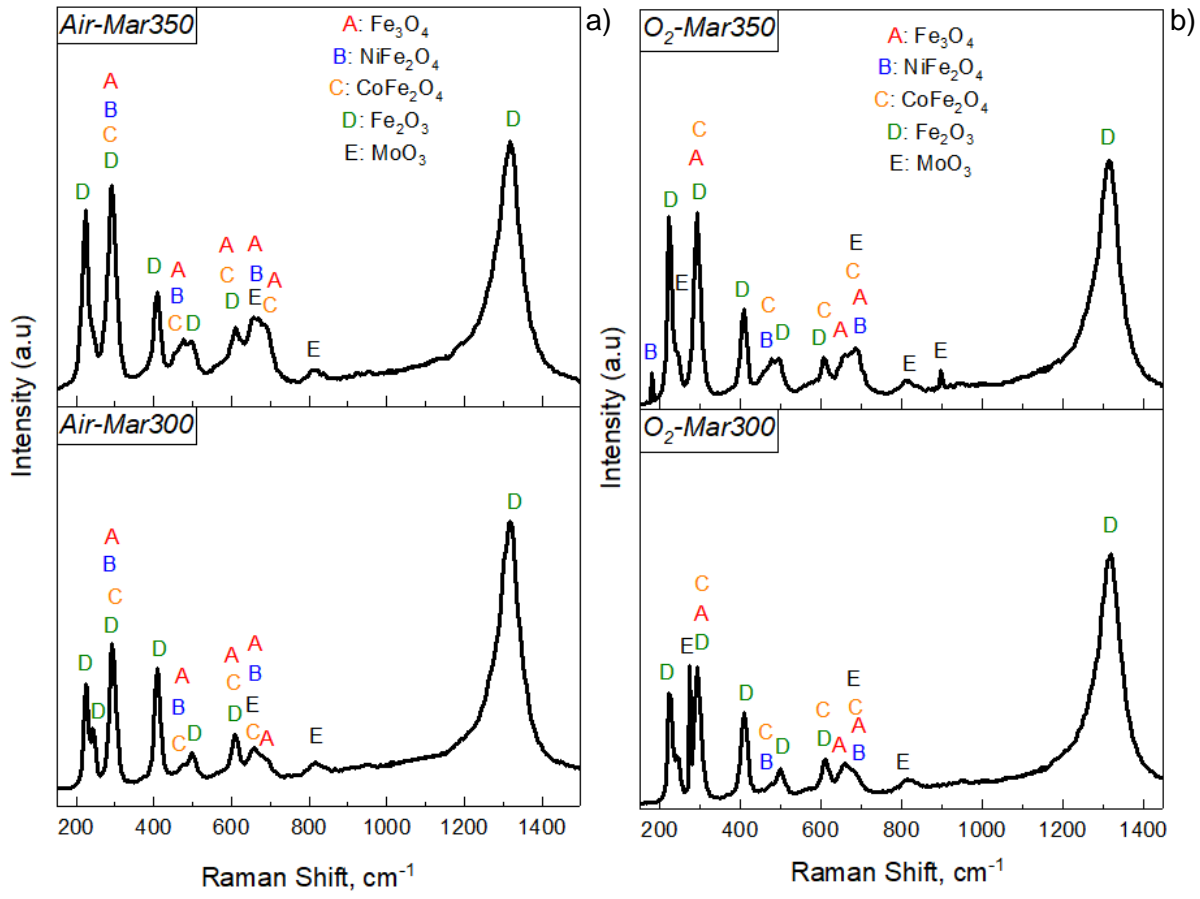 Air-Mar350
a)
A: Fe₃O₄
B: NiFe₂O₄
C: CoFe₂O₄
D: Fe₂O₃
E: MoO₃
D
A
B
C
D
D
A
B
C
D
A
C
D
A
B
E
A
C
E
D
Air-Mar300
D
D
A
B
C
D
D
A
B
C
D
A
C
D
A
B
E
C
A
E
D
Intensity (a.u)
200 400 600 800 1000 1200 1400
Raman Shift, cm⁻¹
O₂-Mar350
b)
A: Fe₃O₄
B: NiFe₂O₄
C: CoFe₂O₄
D: Fe₂O₃
E: MoO₃
B
D
E
C
A
D
D
C
B
D
C
D
A
E
C
A
B
E
E
D
O₂-Mar300
D
E
C
A
D
D
C
B
D
C
D
A
E
C
A
B
E
D
Intensity (a.u)
200 400 600 800 1000 1200 1400
Raman Shift, cm⁻¹